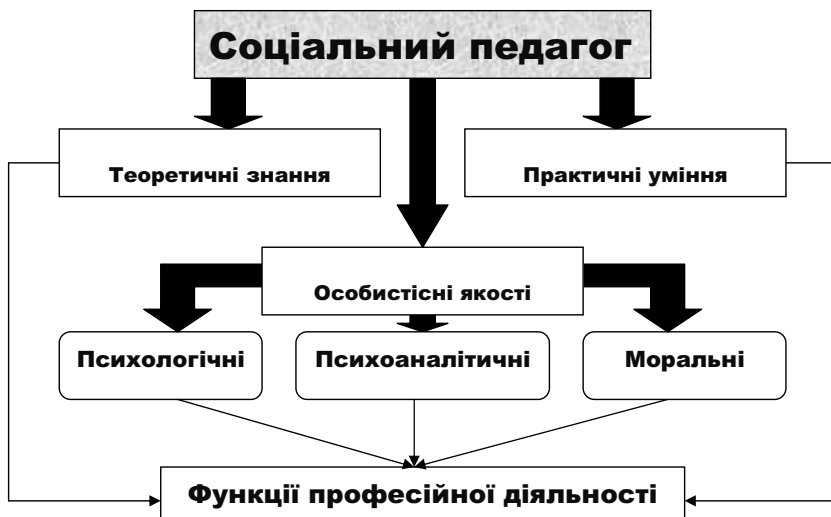 Соціальний педагог
Теоретичні знання
Практичні уміння
Особистісні якості
Психологічні
Психоаналітичні
Моральні
Функції професійної діяльності